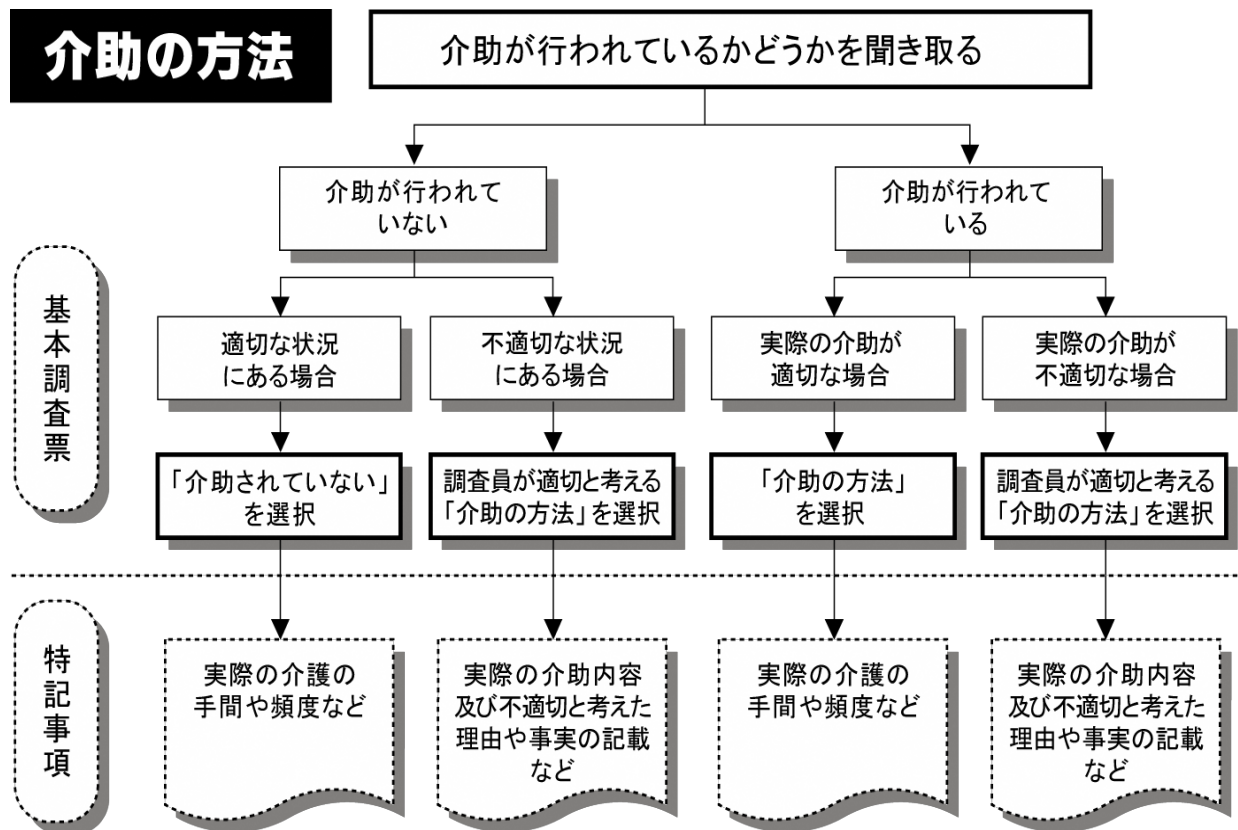 介助の方法
介助が行われているかどうかを聞き取る
介助が行われて
いない
介助が行われて
いる
基本調査票
適切な状況
にある場合
不適切な状況
にある場合
実際の介助が
適切な場合
実際の介助が
不適切な場合
「介助されていない」
を選択
調査員が適切と考える
「介助の方法」を選択
「介助の方法」
を選択
調査員が適切と考える
「介助の方法」を選択
特記事項
実際の介護の
手間や頻度など
実際の介助内容
及び不適切と考えた
理由や事実の記載
など
実際の介護の
手間や頻度など
実際の介助内容
及び不適切と考えた
理由や事実の記載
など